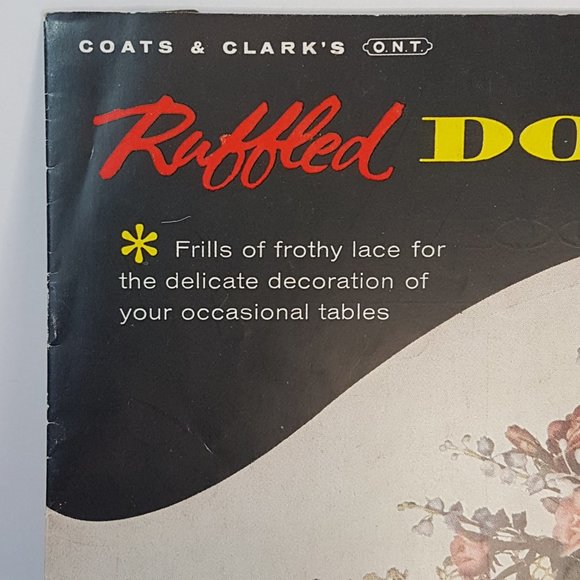 COATS & CLARK'S O.N.T.
Ruffled DO
* Frills of frothy lace for
the delicate decoration of
your occasional tables